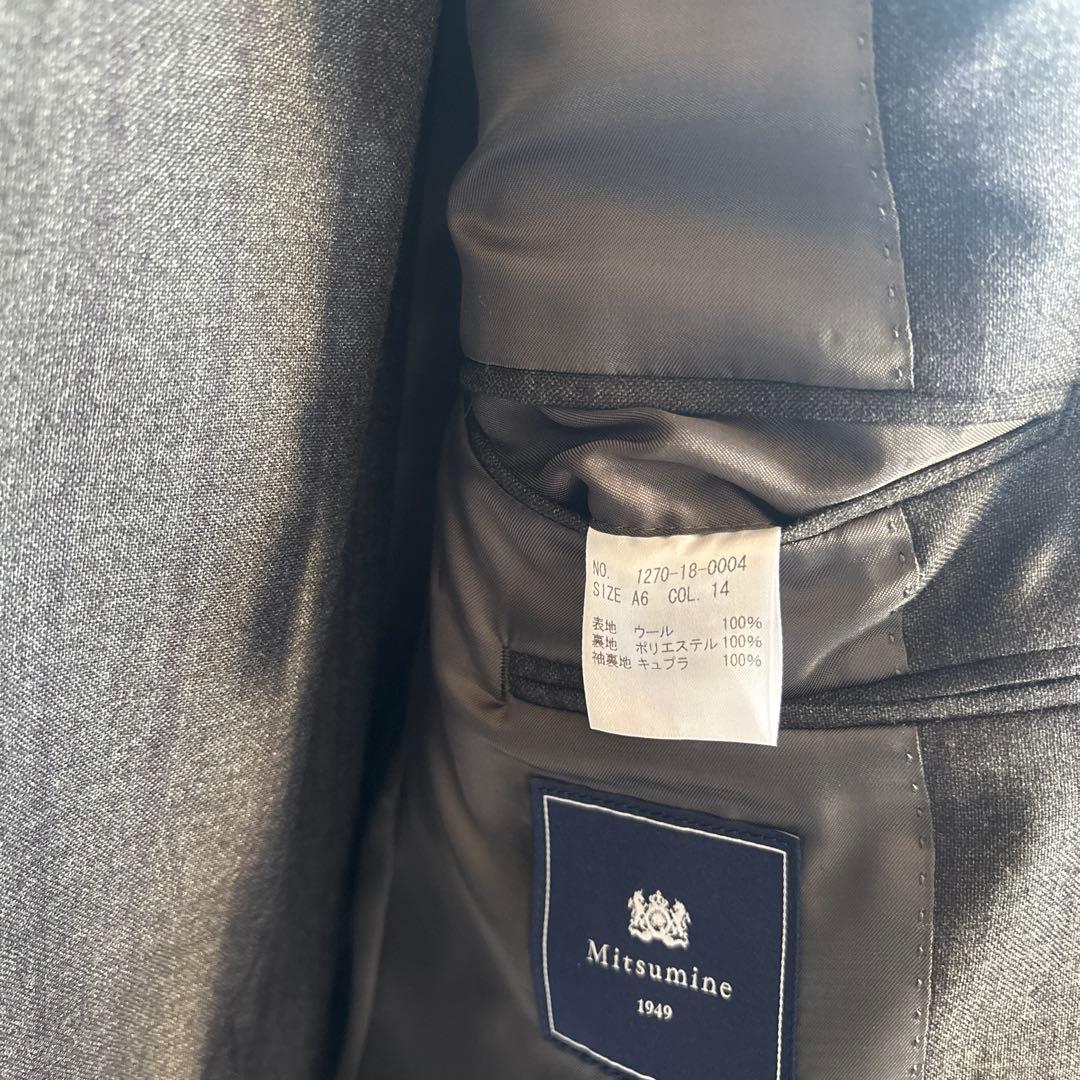 NO. 1270-18-0004
SIZE A6 COL. 14
表地 ウール 100%
裏地 ポリエステル 100%
袖裏地 キュプラ 100%
Mitsumine
1949